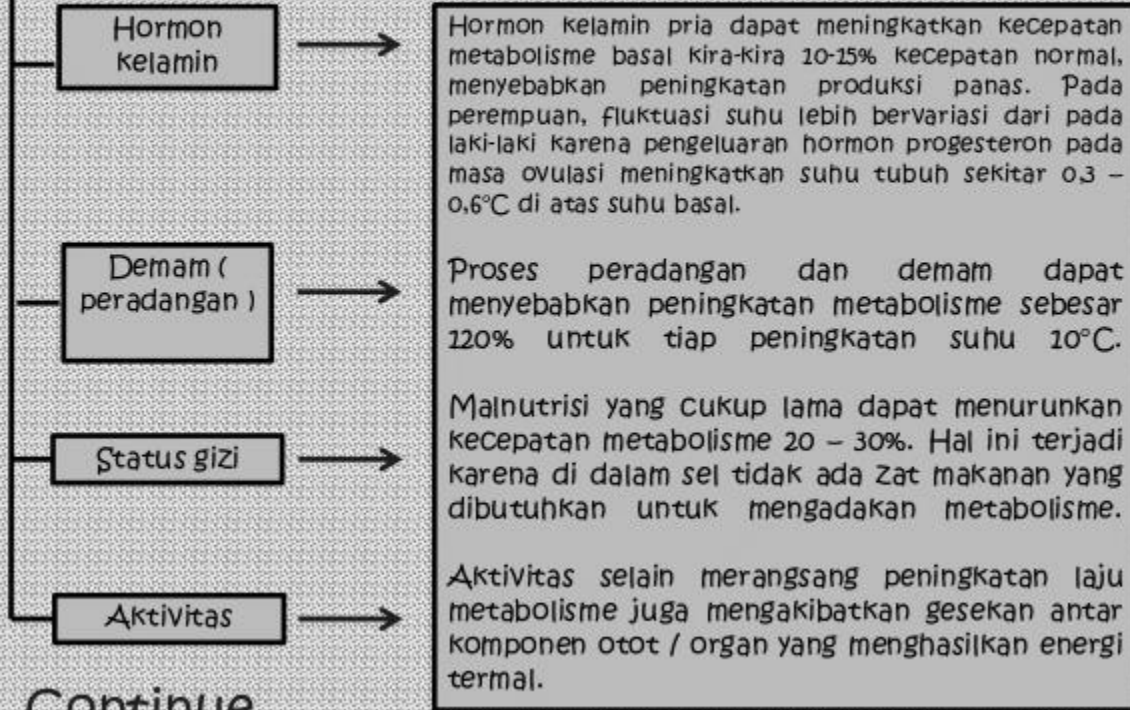 Hormon
kelamin
Hormon kelamin pria dapat meningkatkan kecepatan
metabolisme basal kira-kira 10-15% kecepatan normal,
menyebabkan peningkatan produksi panas. Pada
perempuan, fluktuasi suhu lebih bervariasi dari pada
laki-laki karena pengeluaran hormon progesteron pada
masa ovulasi meningkatkan suhu tubuh sekitar 0,3 –
0,6°C di atas suhu basal.
Demam (
peradangan )
Proses peradangan dan demam dapat
menyebabkan peningkatan metabolisme sebesar
120% untuk tiap peningkatan suhu 10°C.
Status gizi
Malnutrisi yang cukup lama dapat menurunkan
kecepatan metabolisme 20 – 30%. Hal ini terjadi
karena di dalam sel tidak ada zat makanan yang
dibutuhkan untuk mengadakan metabolisme.
Aktivitas
Aktivitas selain merangsang peningkatan laju
metabolisme juga mengakibatkan gesekan antar
komponen otot / organ yang menghasilkan energi
termal.
Continue